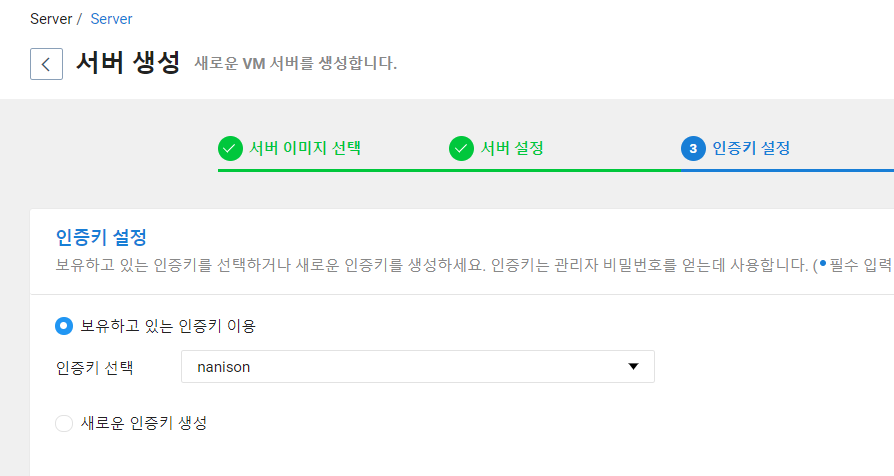 Server / Server
서버 생성 새로운 VM 서버를 생성합니다.
서버 이미지 선택 서버 설정 3 인증키 설정
인증키 설정
보유하고 있는 인증키를 선택하거나 새로운 인증키를 생성하세요. 인증키는 관리자 비밀번호를 얻는데 사용합니다. (•필수 입력
보유하고 있는 인증키 이용
인증키 선택 nanison
새로운 인증키 생성